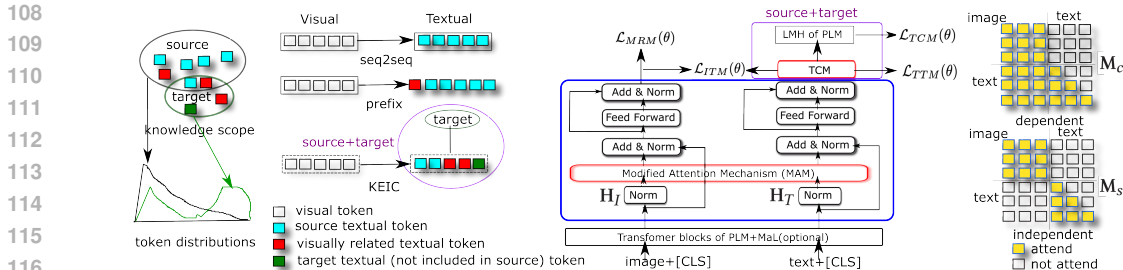 108
109
110
111
112
113
114
115
116
source
target
knowledge scope
token distributions
Visual
Textual
seq2seq
prefix
target
source+target
KEIC
visual token
source textual token
visually related textual token
target textual (not included in source) token
source+target
LMH of PLM
TCM
ℒ_MRM(θ)
ℒ_ITM(θ)
ℒ_TCM(θ)
ℒ_TTM(θ)
Add & Norm
Add & Norm
Feed Forward
Feed Forward
Add & Norm
Add & Norm
Modified Attention Mechanism (MAM)
H_I
Norm
H_T
Norm
Transfomer blocks of PLM+MaL(optional)
image+[CLS]
text+[CLS]
image
text
text
M_c
dependent
image
text
text
M_s
independent
attend
not attend